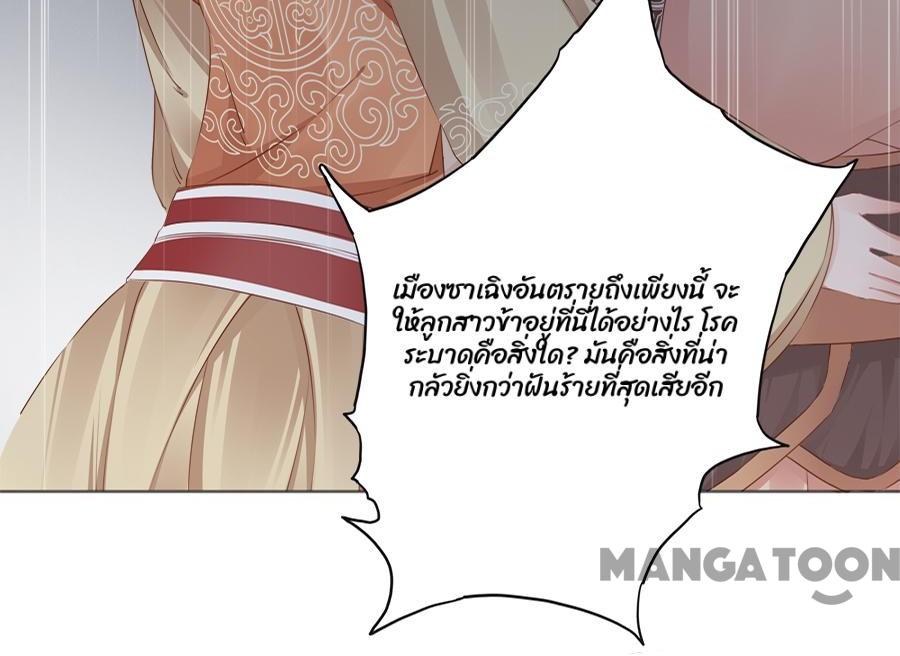 เมืองซาเฉิงอันตรายถึงเพียงนี้ จะ
ให้ลูกสาวข้าอยู่ที่นี่ได้อย่างไร โรค
ระบาดคือสิ่งใด? มันคือสิ่งที่น่า
กลัวยิ่งกว่าฝันร้ายที่สุดเสียอีก
MANGATOON